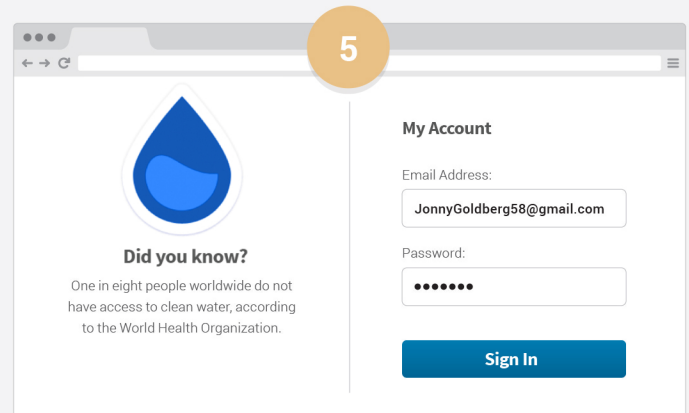 5
Did you know?
One in eight people worldwide do not
have access to clean water, according
to the World Health Organization.
My Account
Email Address:
JonnyGoldberg58@gmail.com
Password:
●●●●●●●
Sign In